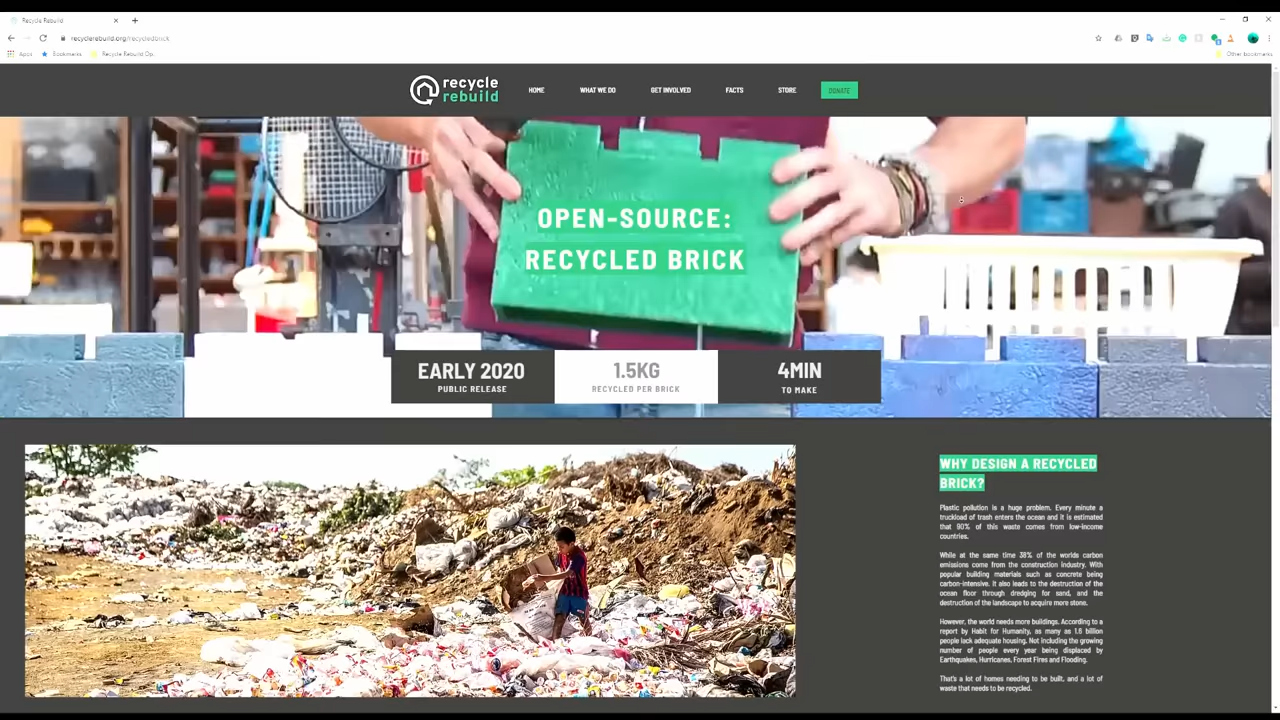 Recycle Rebuild
recyclerebuild.org/recycledbrick
Apps Bookmarks Recycle Rebuild Op. Other bookmarks
recycle
rebuild
HOME WHAT WE DO GET INVOLVED FACTS STORE DONATE
OPEN-SOURCE:
RECYCLED BRICK
EARLY 2020
PUBLIC RELEASE
1.5KG
RECYCLED PER BRICK
4MIN
TO MAKE
WHY DESIGN A RECYCLED
BRICK?
Plastic pollution is a huge problem. Every minute a
truckload of trash enters the ocean and it is estimated
that 90% of this waste comes from low-income
countries.
While at the same time 38% of the worlds carbon
emissions come from the construction industry. With
popular building materials such as concrete being
carbon-intensive. It also leads to the destruction of the
ocean floor through dredging for sand, and the
destruction of the landscape to acquire more stone.
However, the world needs more buildings. According to a
report by Habit for Humanity, as many as 1.6 billion
people lack adequate housing. Not including the growing
number of people every year being displaced by
Earthquakes, Hurricanes, Forest Fires and Flooding.
That's a lot of homes needing to be built, and a lot of
waste that needs to be recycled.